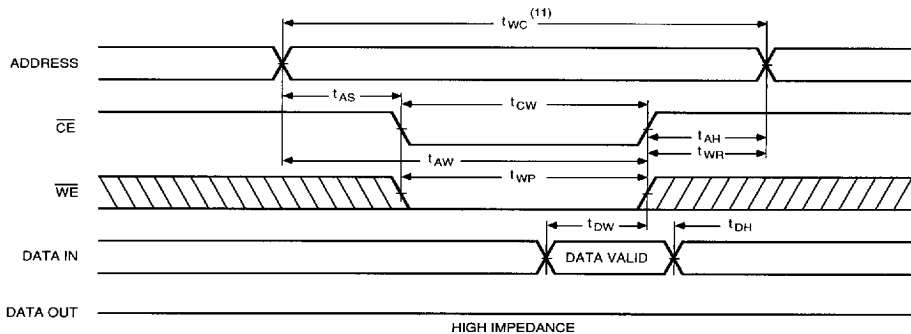 tWC (11)
ADDRESS
tAS
tCW
CE
tAH
tAW
tWR
tWP
WE
tDW
tDH
DATA IN
DATA VALID
DATA OUT
HIGH IMPEDANCE